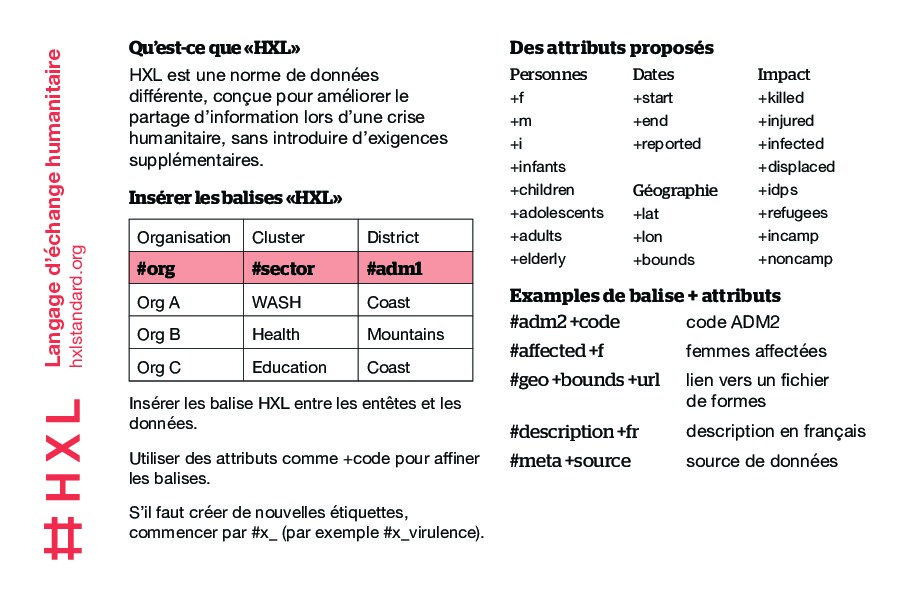 #HXL
Langage d'échange humanitaire
hxlstandard.org
Qu'est-ce que «HXL»
HXL est une norme de données
différente, conçue pour améliorer le
partage d'information lors d'une crise
humanitaire, sans introduire d'exigences
supplémentaires.
Insérer les balises «HXL»
Organisation Cluster District
#org #sector #adm1
Org A WASH Coast
Org B Health Mountains
Org C Education Coast
Insérer les balise HXL entre les entêtes et les
données.
Utiliser des attributs comme +code pour affiner
les balises.
S'il faut créer de nouvelles étiquettes,
commencer par #x_ (par exemple #x_virulence).
Des attributs proposés
Personnes
+f
+m
+i
+infants
+children
+adolescents
+adults
+elderly
Dates
+start
+end
+reported
Géographie
+lat
+lon
+bounds
Impact
+killed
+injured
+infected
+displaced
+idps
+refugees
+incamp
+noncamp
Examples de balise + attributs
#adm2 +code code ADM2
#affected +f femmes affectées
#geo +bounds +url lien vers un fichier
de formes
#description +fr description en français
#meta +source source de données